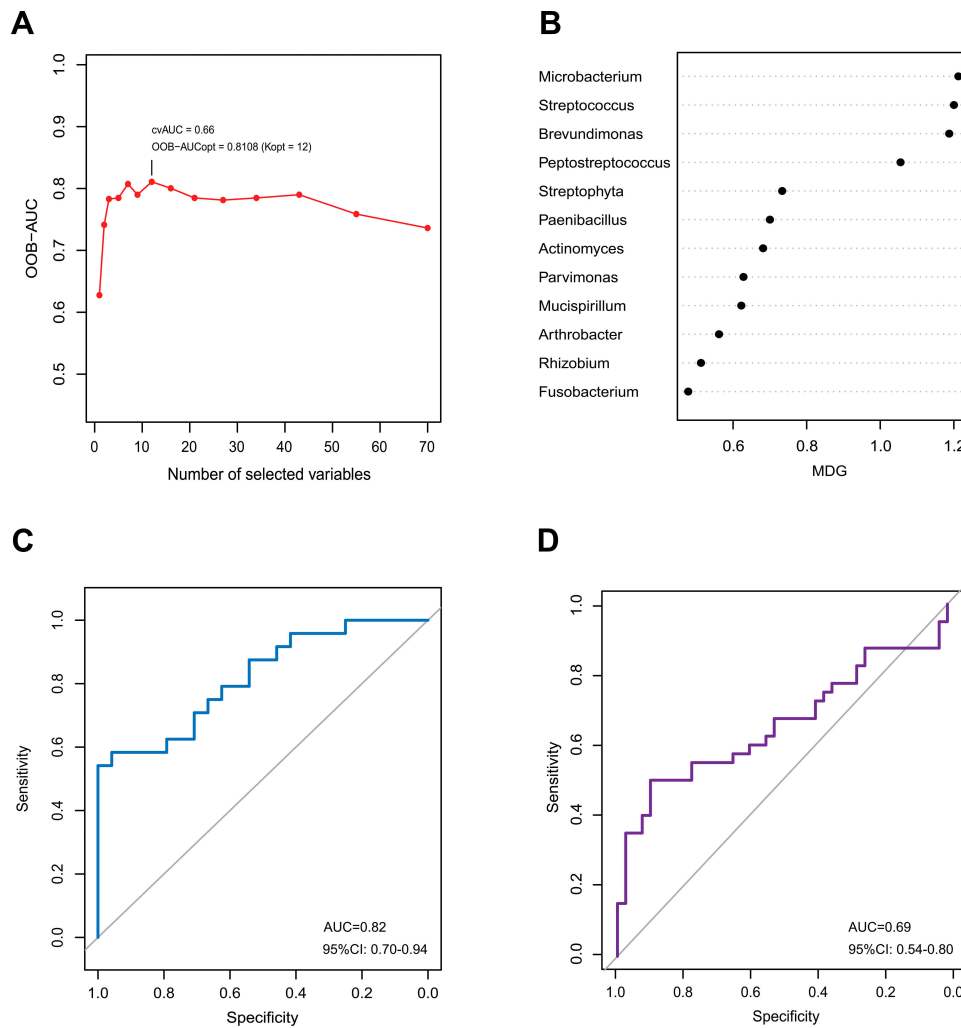 A
1.0
0.9
0.8
0.7
0.6
0.5
OOB−AUC
cvAUC = 0.66
OOB−AUCopt = 0.8108 (Kopt = 12)
0 10 20 30 40 50 60 70
Number of selected variables
B
Microbacterium
Streptococcus
Brevundimonas
Peptostreptococcus
Streptophyta
Paenibacillus
Actinomyces
Parvimonas
Mucispirillum
Arthrobacter
Rhizobium
Fusobacterium
0.6 0.8 1.0 1.2
MDG
C
1.0
0.8
0.6
0.4
0.2
0.0
Sensitivity
AUC=0.82
95%CI: 0.70-0.94
1.0 0.8 0.6 0.4 0.2 0.0
Specificity
D
1.0
0.8
0.6
0.4
0.2
0.0
Sensitivity
AUC=0.69
95%CI: 0.54-0.80
1.0 0.8 0.6 0.4 0.2 0.0
Specificity